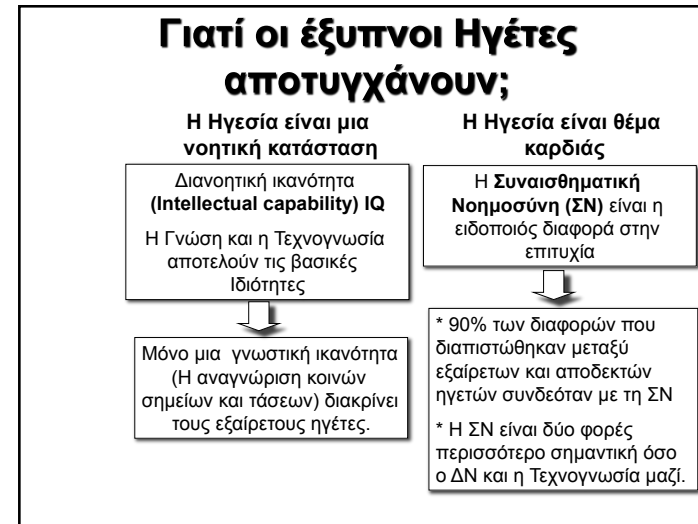 Γιατί οι έξυπνοι Ηγέτες
αποτυγχάνουν;
Η Ηγεσία είναι μια
νοητική κατάσταση
Διανοητική ικανότητα
(Intellectual capability) IQ
Η Γνώση και η Τεχνογνωσία
αποτελούν τις βασικές
Ιδιότητες
Μόνο μια γνωστική ικανότητα
(Η αναγνώριση κοινών
σημείων και τάσεων) διακρίνει
τους εξαίρετους ηγέτες.
Η Ηγεσία είναι θέμα
καρδιάς
Η Συναισθηματική
Νοημοσύνη (ΣΝ) είναι η
ειδοποιός διαφορά στην
επιτυχία
* 90% των διαφορών που
διαπιστώθηκαν μεταξύ
εξαίρετων και αποδεκτών
ηγετών συνδεόταν με τη ΣΝ
* Η ΣΝ είναι δύο φορές
περισσότερο σημαντική όσο
ο ΔΝ και η Τεχνογνωσία μαζί.